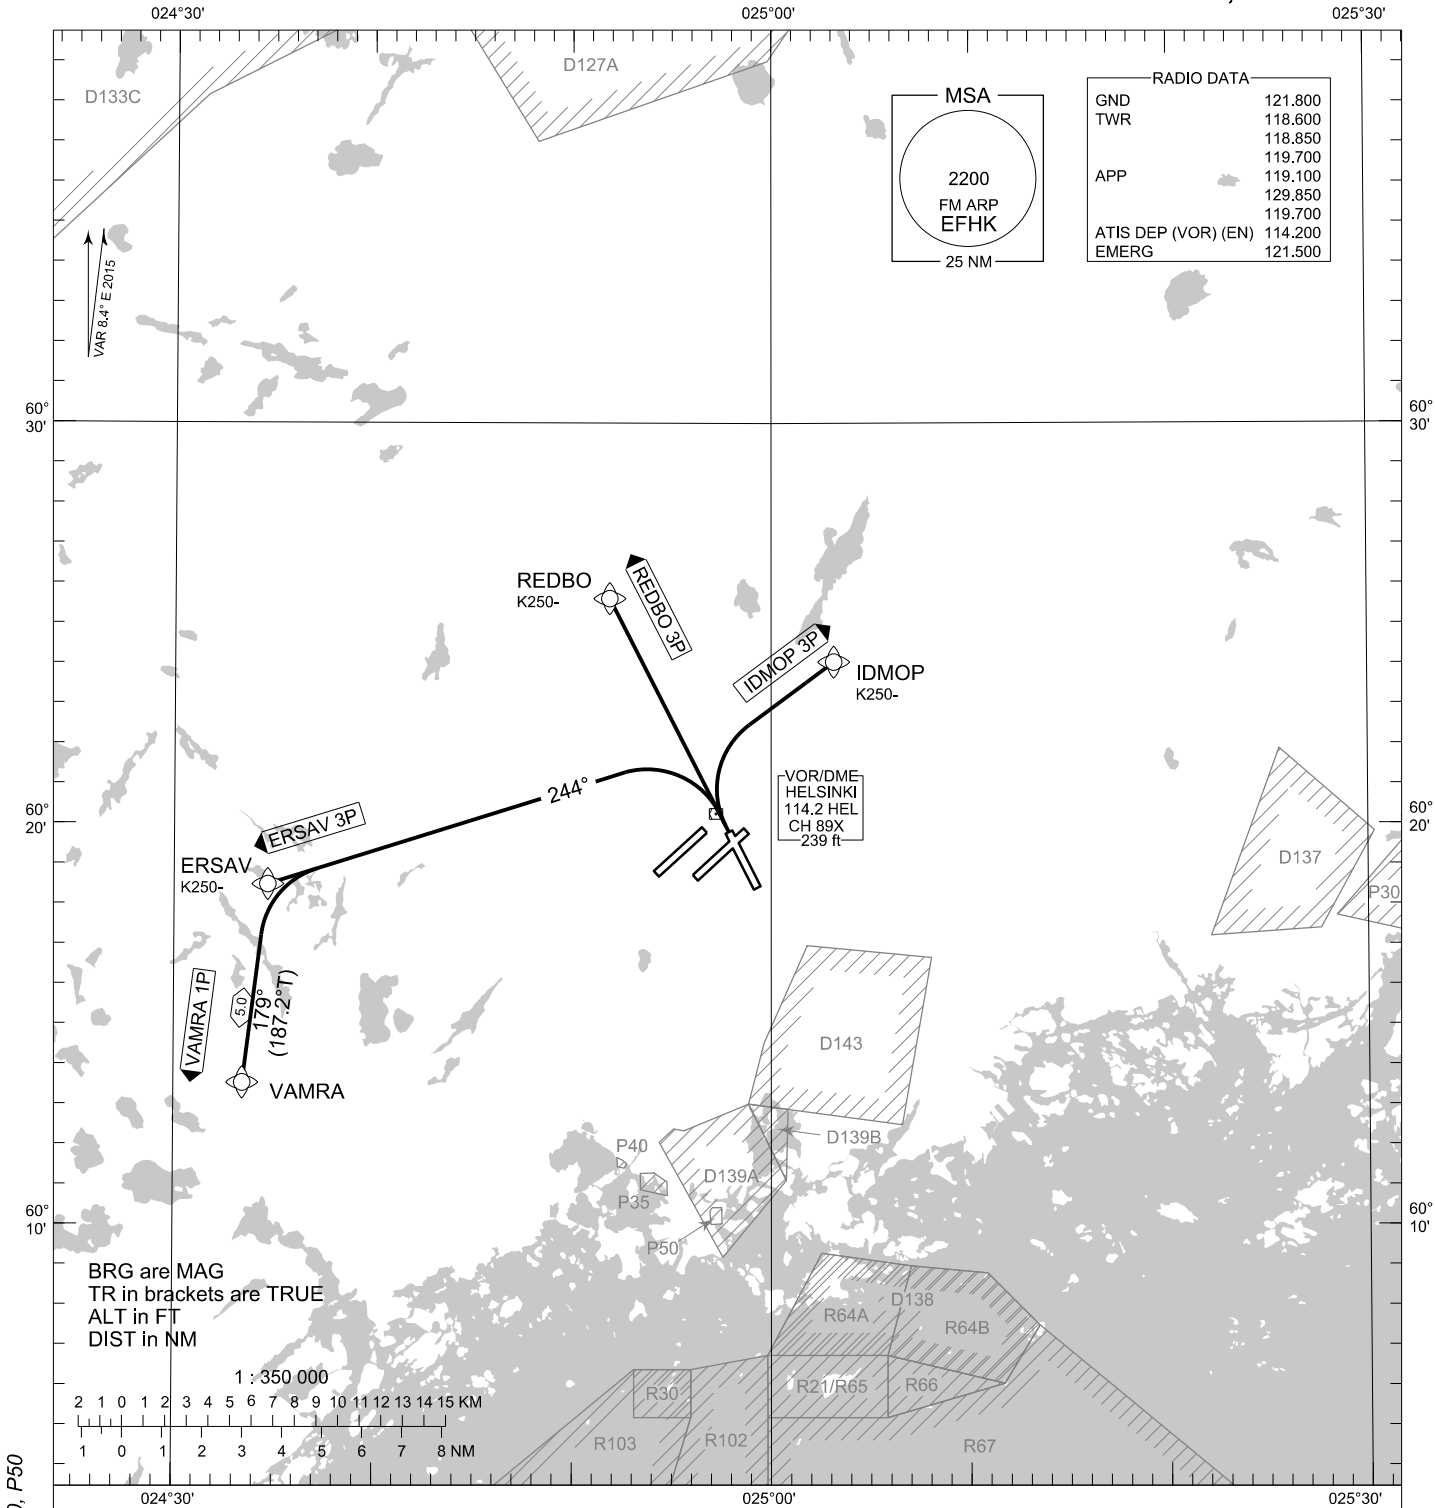 024°30'
025°00'
025°30'
D133C
D127A
MSA
2200
FM ARP
EFHK
25 NM
RADIO DATA
GND 121.800
TWR 118.600
118.850
119.700
APP 119.100
129.850
119.700
ATIS DEP (VOR) (EN) 114.200
EMERG 121.500
VAR 8.4° E 2015
60°
30'
60°
30'
REDBO
K250-
REDBO 3P
IDMOP 3P
IDMOP
K250-
VOR/DME
HELSINKI
114.2 HEL
CH 89X
239 ft
244°
60°
20'
60°
20'
ERSAV 3P
ERSAV
K250-
D137
P30
VAMRA 1P
5.0
179°
(187.2°T)
VAMRA
D143
D139B
P40
D139A
P35
P50
60°
10'
60°
10'
BRG are MAG
TR in brackets are TRUE
ALT in FT
DIST in NM
D138
R64A
R64B
1 : 350 000
2 1 0 1 2 3 4 5 6 7 8 9 10 11 12 13 14 15 KM
1 0 1 2 3 4 5 6 7 8 NM
R30
R21/R65
R66
R103
R102
R67
, P50
024°30'
025°00'
025°30'